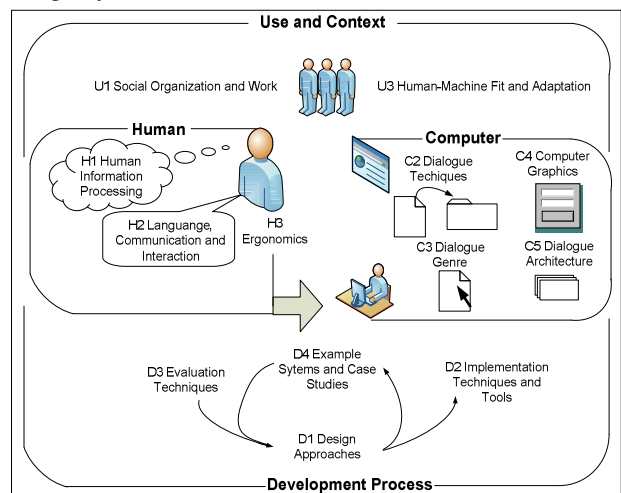 Use and Context
U1 Social Organization and Work
U3 Human-Machine Fit and Adaptation
Human
H1 Human
Information
Processing
H2 Languange,
Communication and
Interaction
H3
Ergonomics
Computer
C2 Dialogue
Techiques
C4 Computer
Graphics
C3 Dialogue
Genre
C5 Dialogue
Architecture
D3 Evaluation
Techniques
D4 Example
Sytems and Case
Studies
D2 Implementation
Techniques and
Tools
D1 Design
Approaches
Development Process